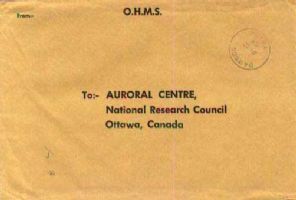 O.H.M.S.
From:-
To:- AURORAL CENTRE,
National Research Council
Ottawa, Canada